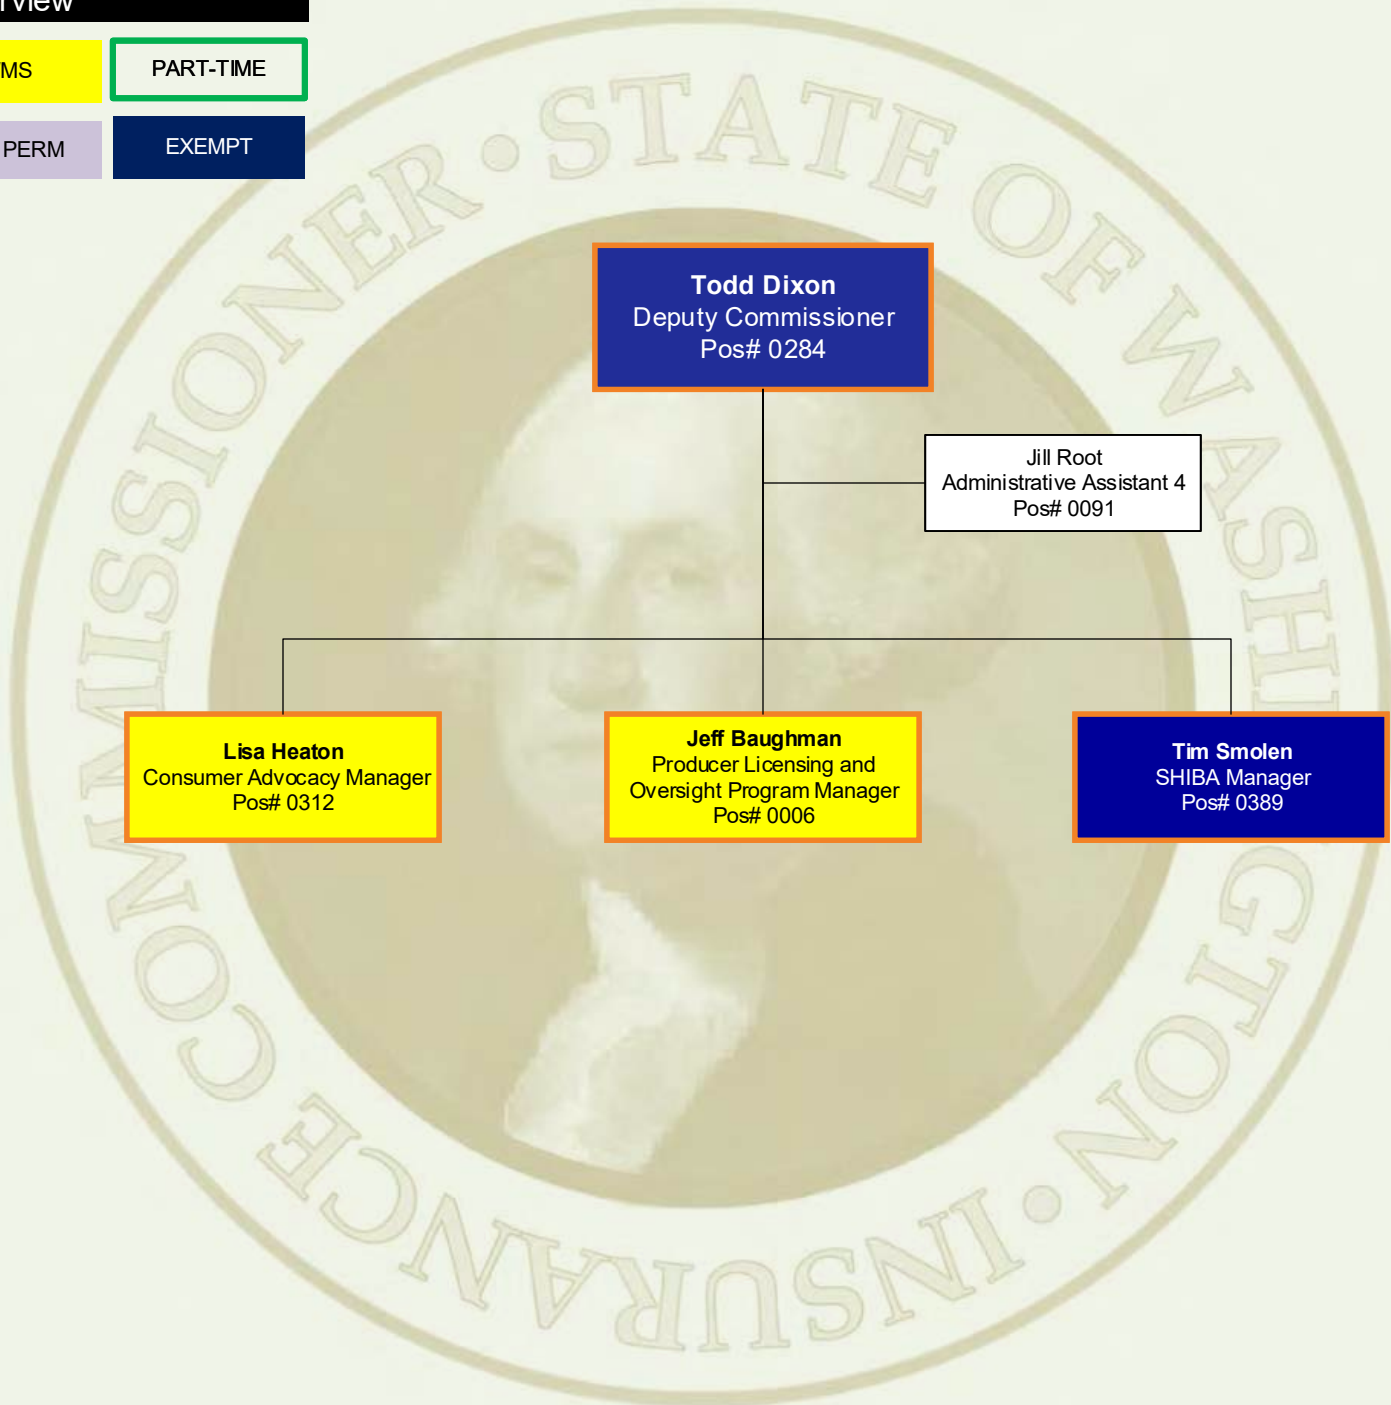 PART-TIME
PERM
EXEMPT
COMMISSIONER • STATE OF WASHINGTON • INSURANCE
Todd Dixon
Deputy Commissioner
Pos# 0284
Jill Root
Administrative Assistant 4
Pos# 0091
Lisa Heaton
Consumer Advocacy Manager
Pos# 0312
Jeff Baughman
Producer Licensing and
Oversight Program Manager
Pos# 0006
Tim Smolen
SHIBA Manager
Pos# 0389